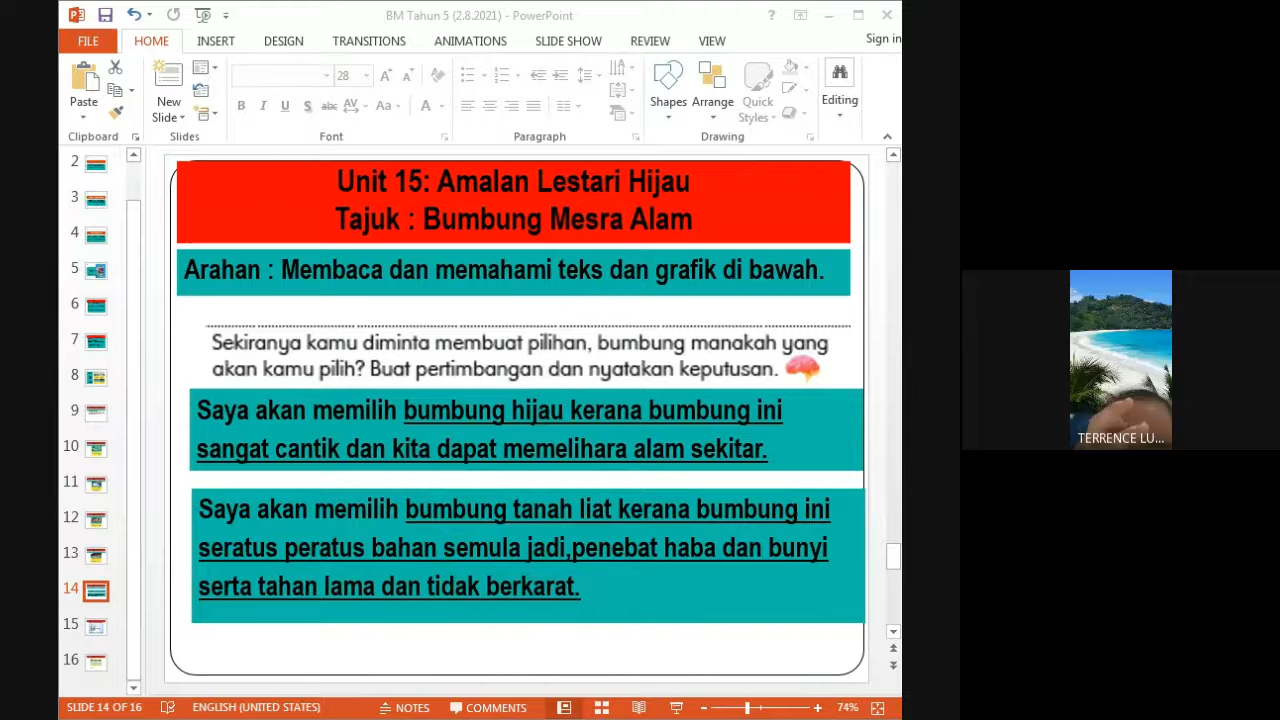 BM Tahun 5 (2.8.2021) - PowerPoint
?
FILE HOME INSERT DESIGN TRANSITIONS ANIMATIONS SLIDE SHOW REVIEW VIEW Sign in
28
Paste
New
Slide
B I U S abc AV Aa A
Shapes Arrange Quick
Styles
Editing
Clipboard Slides Font Paragraph Drawing
2
3
4
5
6
7
8
9
10
11
12
13
14
15
16
Unit 15: Amalan Lestari Hijau
Tajuk : Bumbung Mesra Alam
Arahan : Membaca dan memahami teks dan grafik di bawah.
Sekiranya kamu diminta membuat pilihan, bumbung manakah yang
akan kamu pilih? Buat pertimbangan dan nyatakan keputusan.
Saya akan memilih bumbung hijau kerana bumbung ini
sangat cantik dan kita dapat memelihara alam sekitar.
Saya akan memilih bumbung tanah liat kerana bumbung ini
seratus peratus bahan semula jadi,penebat haba dan bunyi
serta tahan lama dan tidak berkarat.
TERRENCE LU...
SLIDE 14 OF 16 ENGLISH (UNITED STATES) NOTES COMMENTS 74%